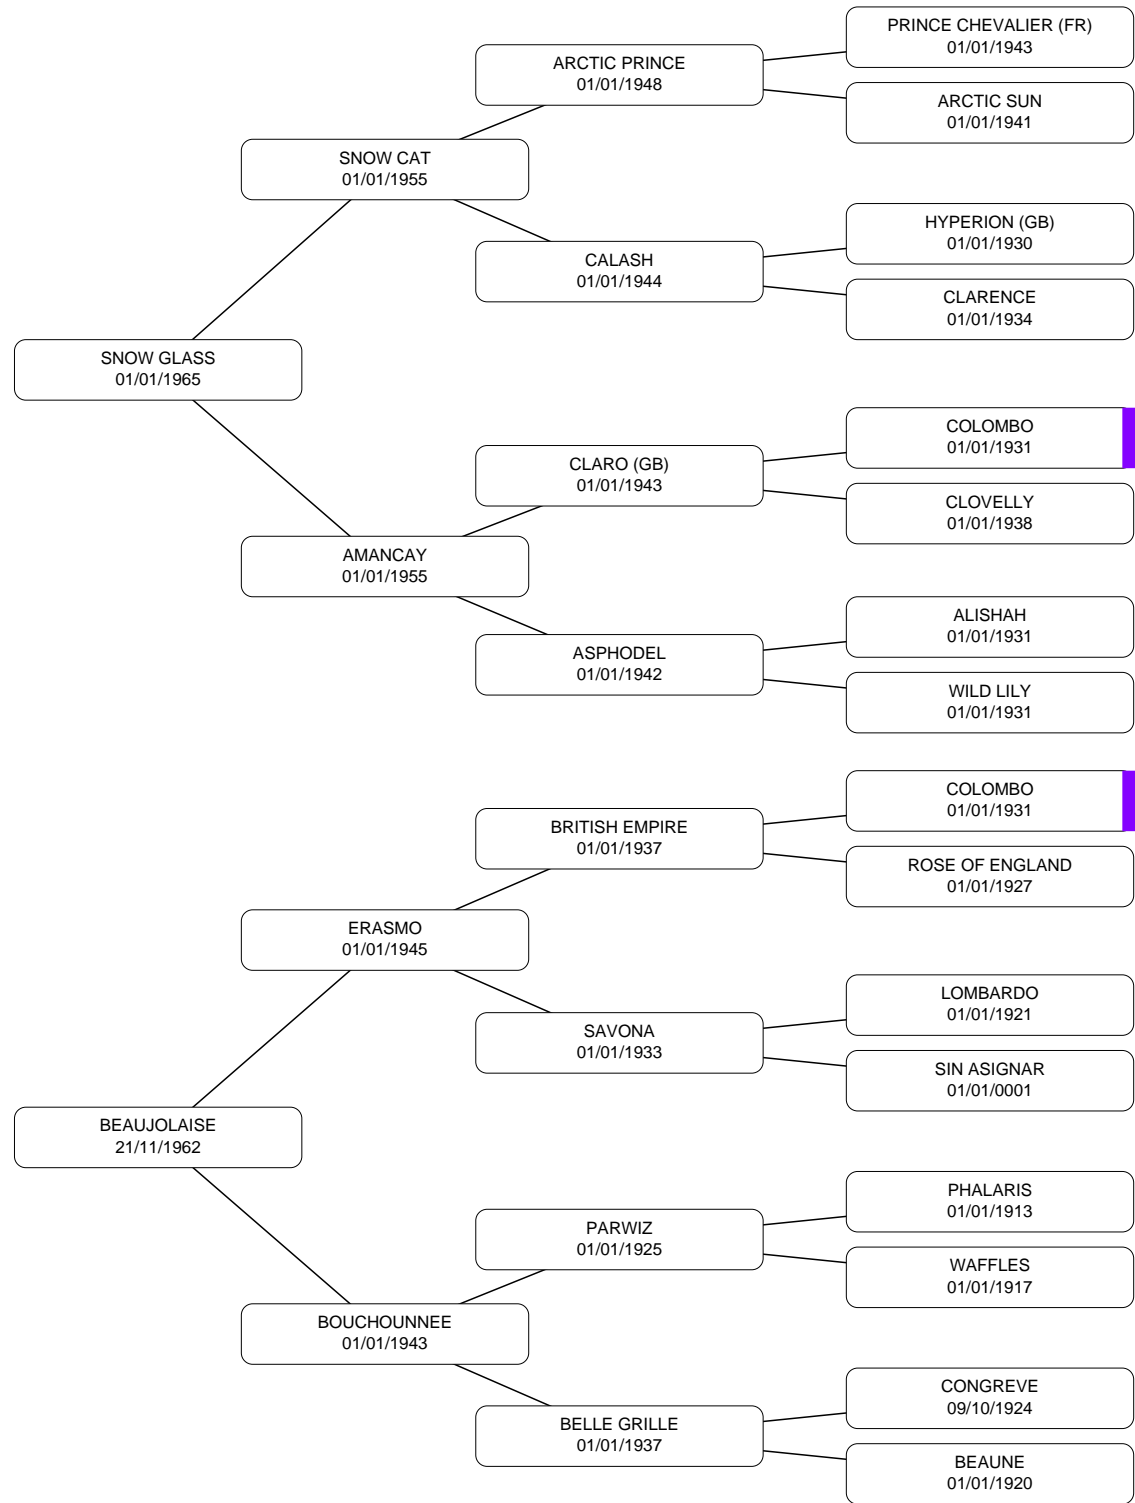 PRINCE CHEVALIER (FR)
01/01/1943
ARCTIC PRINCE
01/01/1948
ARCTIC SUN
01/01/1941
SNOW CAT
01/01/1955
HYPERION (GB)
01/01/1930
CALASH
01/01/1944
CLARENCE
01/01/1934
SNOW GLASS
01/01/1965
COLOMBO
01/01/1931
CLARO (GB)
01/01/1943
CLOVELLY
01/01/1938
AMANCAY
01/01/1955
ALISHAH
01/01/1931
ASPHODEL
01/01/1942
WILD LILY
01/01/1931
COLOMBO
01/01/1931
BRITISH EMPIRE
01/01/1937
ROSE OF ENGLAND
01/01/1927
ERASMO
01/01/1945
LOMBARDO
01/01/1921
SAVONA
01/01/1933
SIN ASIGNAR
01/01/0001
BEAUJOLAISE
21/11/1962
PHALARIS
01/01/1913
PARWIZ
01/01/1925
WAFFLES
01/01/1917
BOUCHOUNNEE
01/01/1943
CONGREVE
09/10/1924
BELLE GRILLE
01/01/1937
BEAUNE
01/01/1920